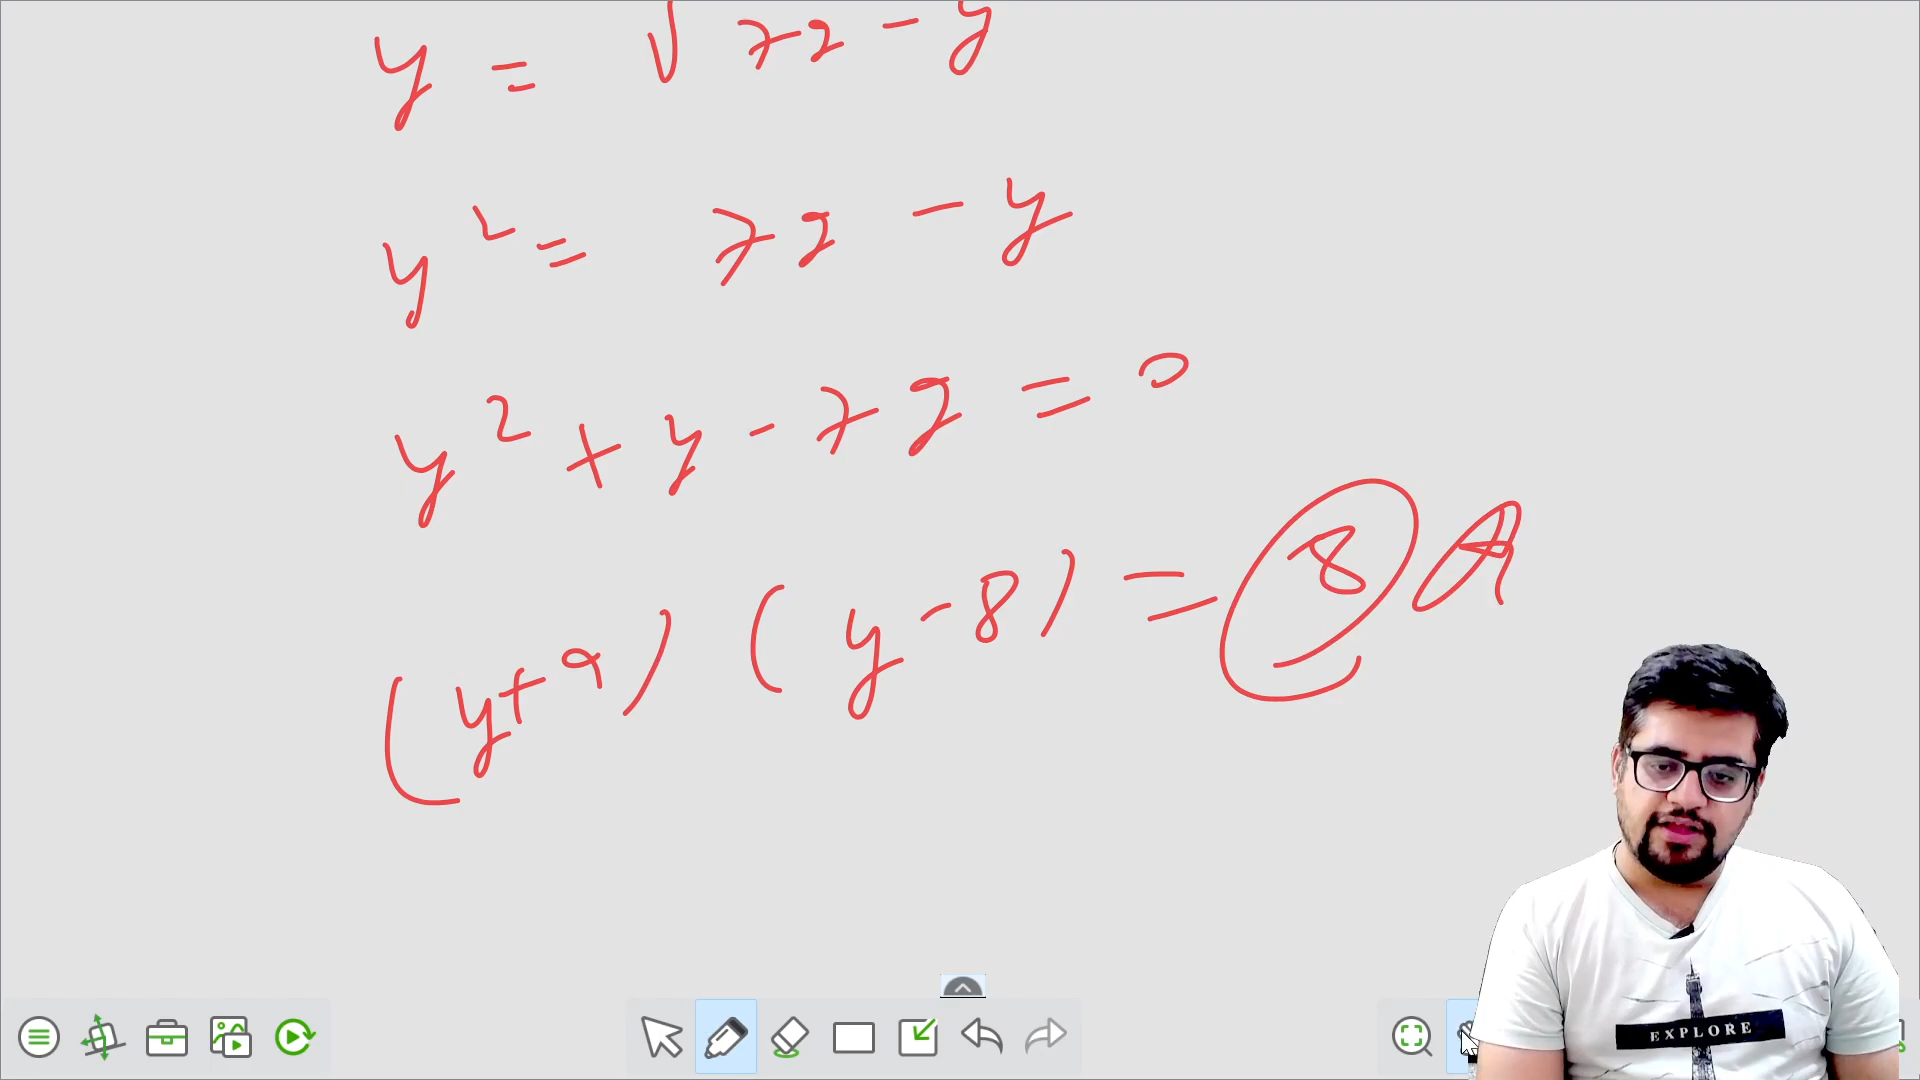 y = √72 - y
y² = 72 - y
y² + y - 72 = 0
(y+9) (y-8) = 8 A
EXPLORE